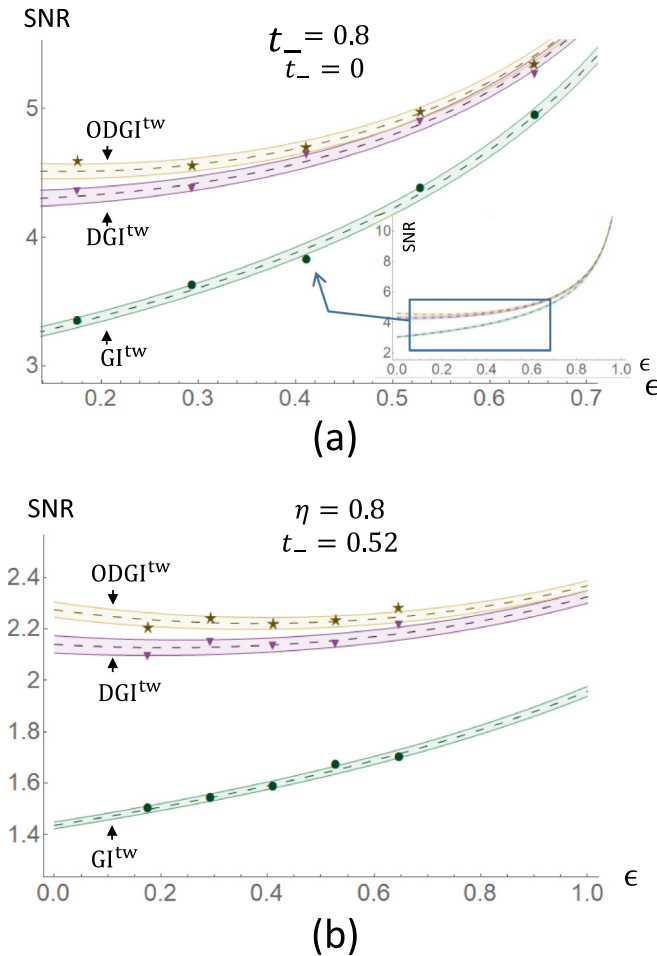 SNR
t_ = 0.8
t_ = 0
5
ODGI^tw
4
DGI^tw
3
GI^tw
SNR
10
8
6
4
2
0.0 0.2 0.4 0.6 0.8 1.0 ϵ
0.2 0.3 0.4 0.5 0.6 0.7 ϵ
(a)
SNR
η = 0.8
t_ = 0.52
2.4
ODGI^tw
2.2
2
DGI^tw
1.8
1.6
1.4
GI^tw
0.0 0.2 0.4 0.6 0.8 1.0 ϵ
(b)